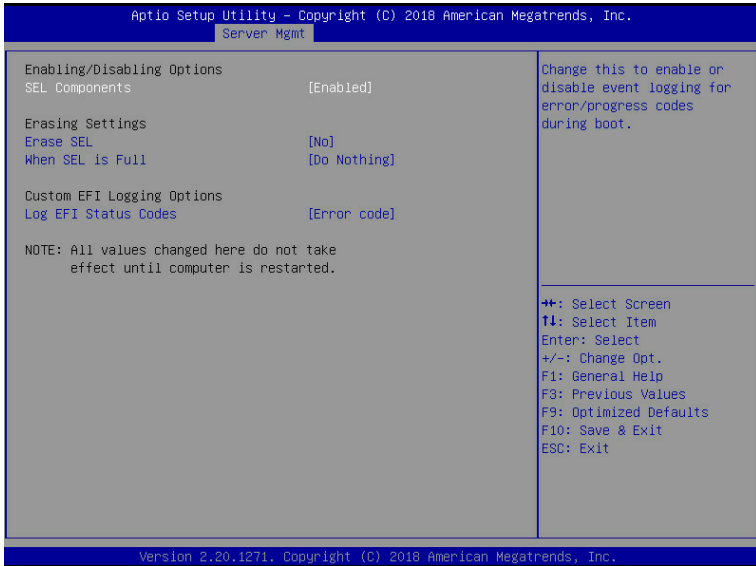 Aptio Setup Utility – Copyright (C) 2018 American Megatrends, Inc.
Server Mgmt
Enabling/Disabling Options
SEL Components [Enabled]
Erasing Settings
Erase SEL [No]
When SEL is Full [Do Nothing]
Custom EFI Logging Options
Log EFI Status Codes [Error code]
NOTE: All values changed here do not take
effect until computer is restarted.
Change this to enable or
disable event logging for
error/progress codes
during boot.
→←: Select Screen
↑↓: Select Item
Enter: Select
+/-: Change Opt.
F1: General Help
F3: Previous Values
F9: Optimized Defaults
F10: Save & Exit
ESC: Exit
Version 2.20.1271. Copyright (C) 2018 American Megatrends, Inc.